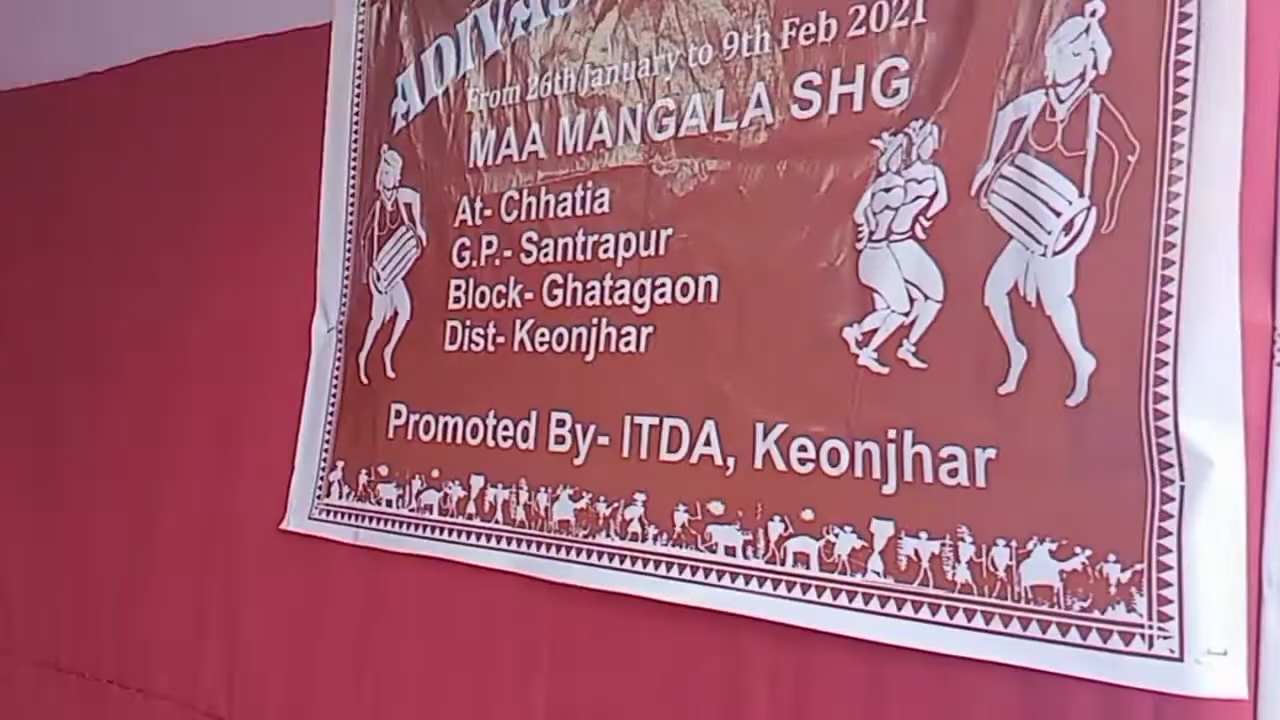 From 26th January to 9th Feb 2021
MAA MANGALA SHG
At- Chhatia
G.P.- Santrapur
Block- Ghatagaon
Dist- Keonjhar
Promoted By- ITDA, Keonjhar